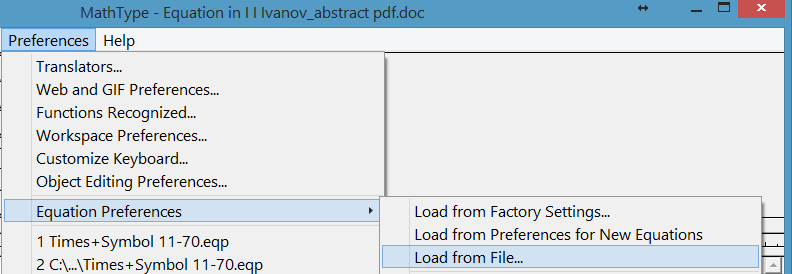 MathType - Equation in I I Ivanov_abstract pdf.doc
Preferences Help
Translators...
Web and GIF Preferences...
Functions Recognized...
Workspace Preferences...
Customize Keyboard...
Object Editing Preferences...
Equation Preferences
Load from Factory Settings...
Load from Preferences for New Equations
Load from File...
1 Times+Symbol 11-70.eqp
2 C:\...\Times+Symbol 11-70.eqp